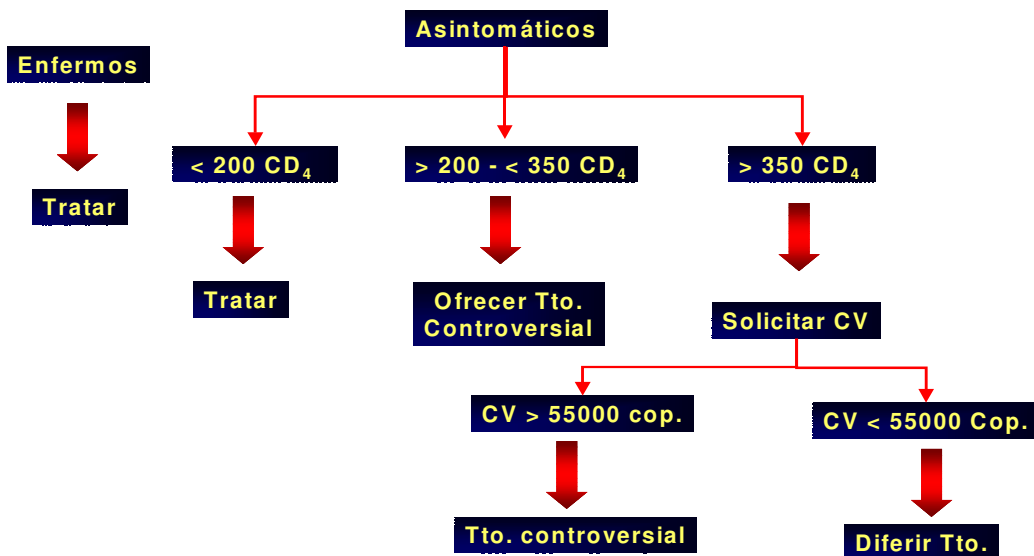 Asintomáticos
Enfermos
< 200 CD4
> 200 - < 350 CD4
> 350 CD4
Tratar
Tratar
Ofrecer Tto.
Controversial
Solicitar CV
CV > 55000 cop.
CV < 55000 Cop.
Tto. controversial
Diferir Tto.